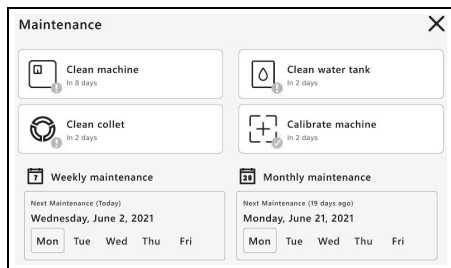 Maintenance
Clean machine
In 8 days
Clean water tank
In 2 days
Clean collet
In 2 days
Calibrate machine
In 2 days
7 Weekly maintenance
28 Monthly maintenance
Next Maintenance (Today)
Wednesday, June 2, 2021
Mon Tue Wed Thu Fri
Next Maintenance (19 days ago)
Monday, June 21, 2021
Mon Tue Wed Thu Fri